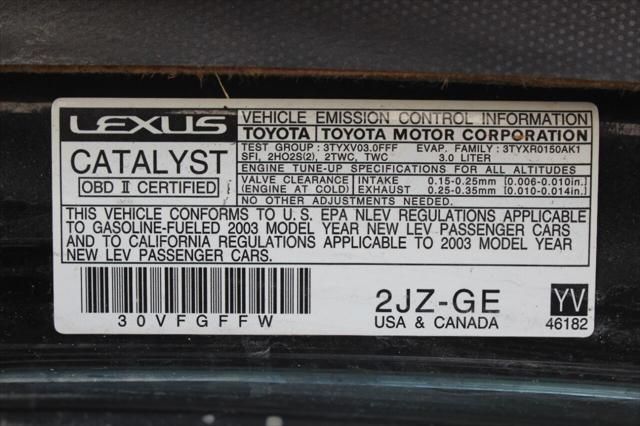 LEXUS
VEHICLE EMISSION CONTROL INFORMATION
TOYOTA TOYOTA MOTOR CORPORATION
CATALYST
OBD II CERTIFIED
TEST GROUP : 3TYXV03.0FFF EVAP. FAMILY : 3TYXR0150AK1
SFI, 2HO2S(2), 2TWC, TWC 3.0 LITER
ENGINE TUNE-UP SPECIFICATIONS FOR ALL ALTITUDES
VALVE CLEARANCE INTAKE 0.15-0.25mm [0.006-0.010in.]
(ENGINE AT COLD) EXHAUST 0.25-0.35mm [0.010-0.014in.]
NO OTHER ADJUSTMENTS NEEDED.
THIS VEHICLE CONFORMS TO U.S. EPA NLEV REGULATIONS APPLICABLE
TO GASOLINE-FUELED 2003 MODEL YEAR NEW LEV PASSENGER CARS
AND TO CALIFORNIA REGULATIONS APPLICABLE TO 2003 MODEL YEAR
NEW LEV PASSENGER CARS.
30VFGFFW
2JZ-GE
USA & CANADA
YV
46182